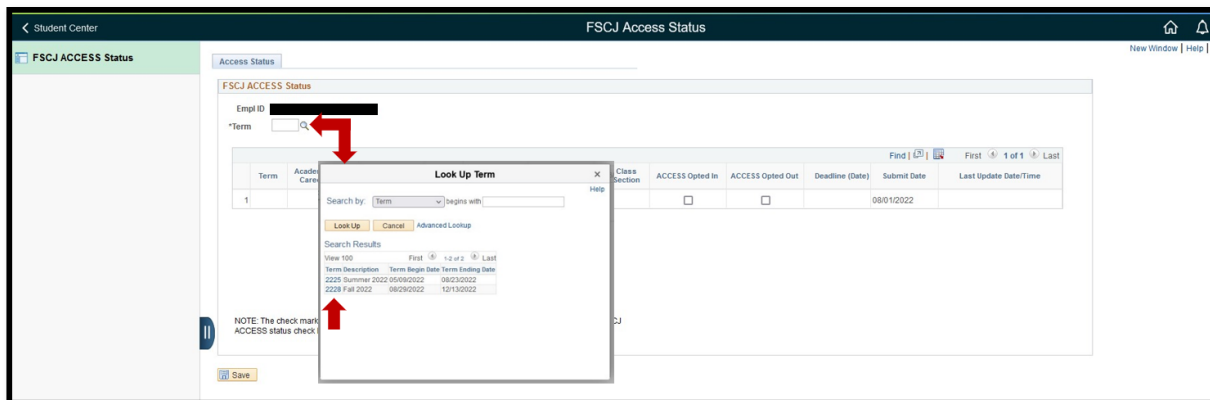 Student Center
FSCJ Access Status
New Window | Help |
FSCJ ACCESS Status
Access Status
FSCJ ACCESS Status
Empl ID
*Term
Find | First 1 of 1 Last
Term Class Section ACCESS Opted In ACCESS Opted Out Deadline (Date) Submit Date Last Update Date/Time
1 08/01/2022
Look Up Term
Help
Search by: Term begins with
Look Up Cancel Advanced Lookup
Search Results
View 100 First 1-2 of 2 Last
Term Description Term Begin Date Term Ending Date
2225 Summer 2022 05/09/2022 08/23/2022
2228 Fall 2022 08/29/2022 12/13/2022
NOTE: The check
ACCESS status check
Save